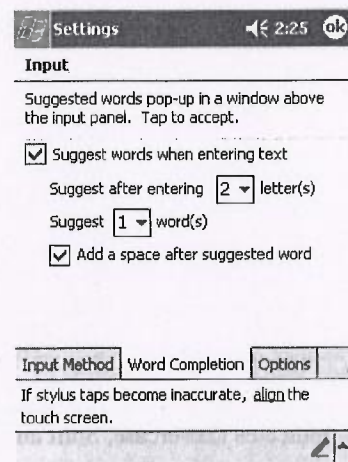 Settings 2:25 ok
Input
Suggested words pop-up in a window above
the input panel. Tap to accept.
Suggest words when entering text
Suggest after entering 2 letter(s)
Suggest 1 word(s)
Add a space after suggested word
Input Method Word Completion Options
If stylus taps become inaccurate, align the
touch screen.